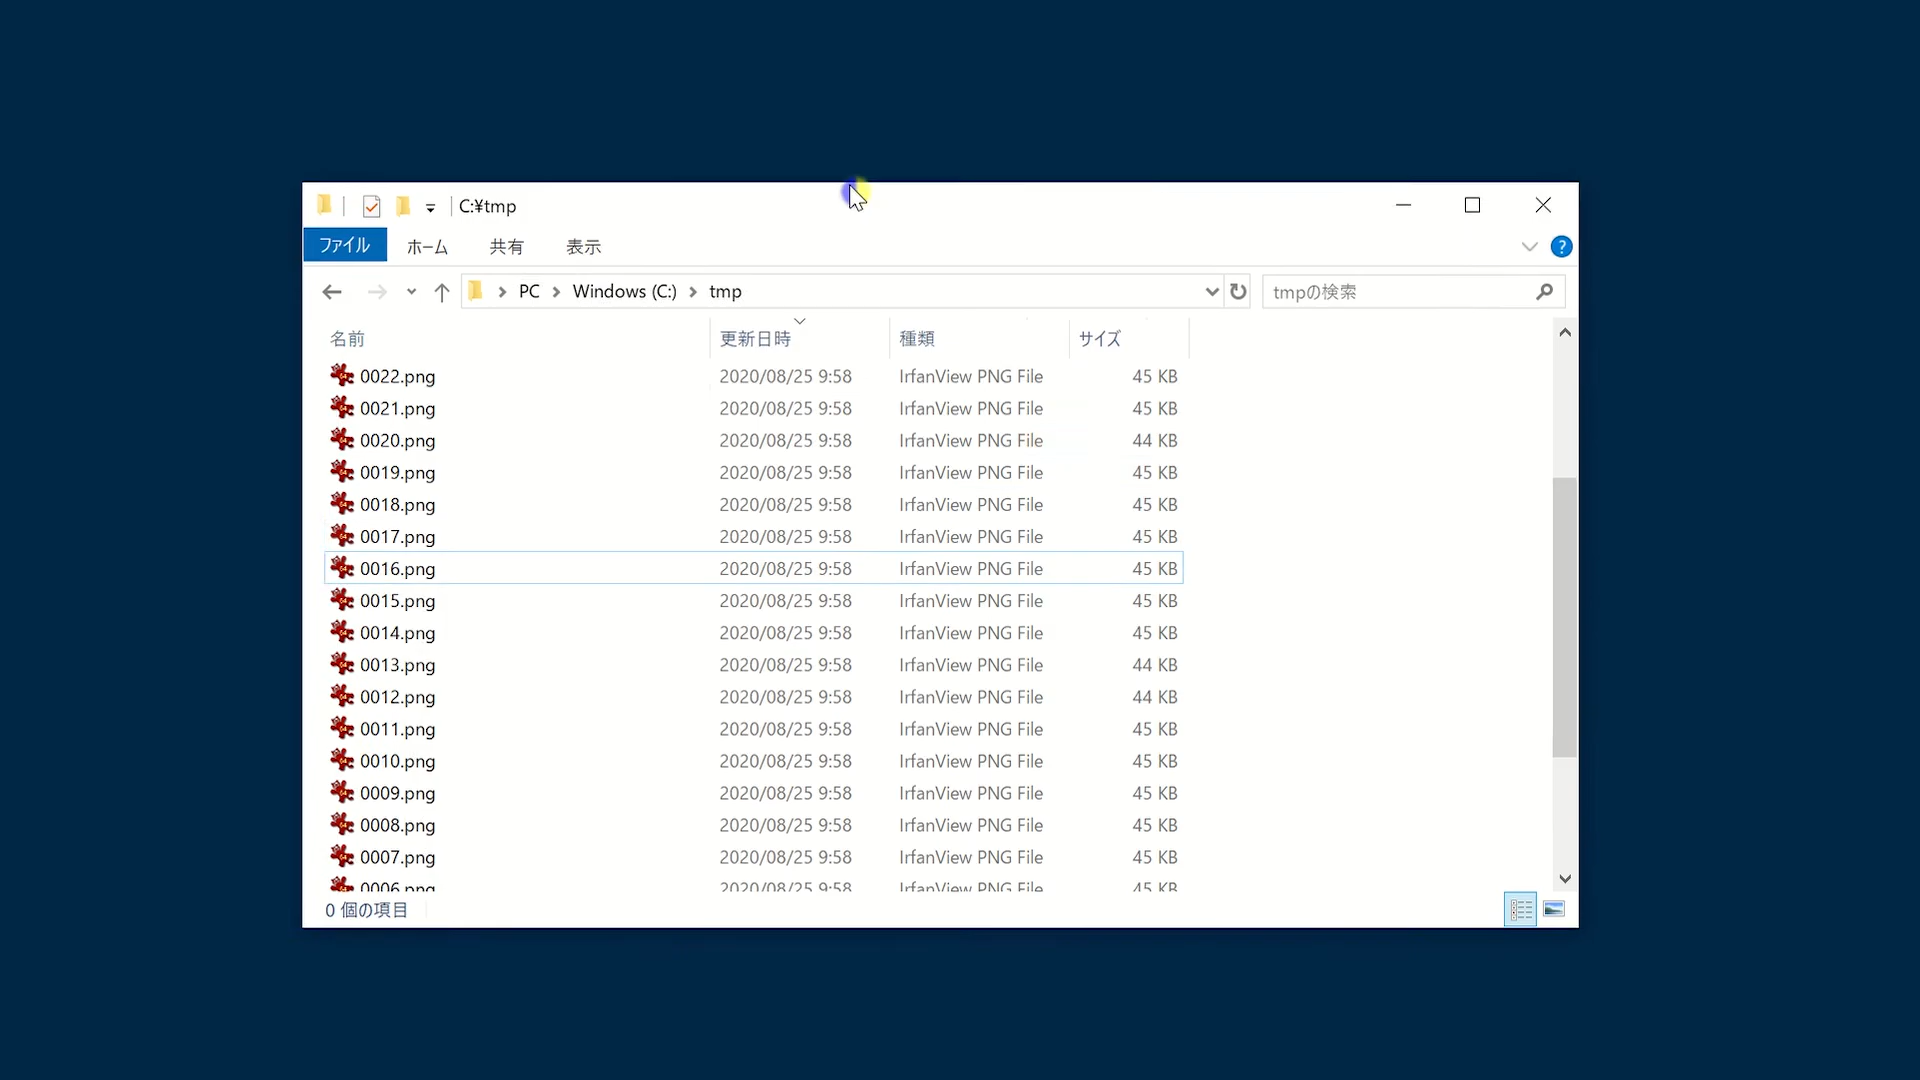 C:¥tmp
ファイル ホーム 共有 表示 ?
PC Windows (C:) tmp tmpの検索
名前 更新日時 種類 サイズ
0022.png 2020/08/25 9:58 IrfanView PNG File 45 KB
0021.png 2020/08/25 9:58 IrfanView PNG File 45 KB
0020.png 2020/08/25 9:58 IrfanView PNG File 44 KB
0019.png 2020/08/25 9:58 IrfanView PNG File 45 KB
0018.png 2020/08/25 9:58 IrfanView PNG File 45 KB
0017.png 2020/08/25 9:58 IrfanView PNG File 45 KB
0016.png 2020/08/25 9:58 IrfanView PNG File 45 KB
0015.png 2020/08/25 9:58 IrfanView PNG File 45 KB
0014.png 2020/08/25 9:58 IrfanView PNG File 45 KB
0013.png 2020/08/25 9:58 IrfanView PNG File 44 KB
0012.png 2020/08/25 9:58 IrfanView PNG File 44 KB
0011.png 2020/08/25 9:58 IrfanView PNG File 45 KB
0010.png 2020/08/25 9:58 IrfanView PNG File 45 KB
0009.png 2020/08/25 9:58 IrfanView PNG File 45 KB
0008.png 2020/08/25 9:58 IrfanView PNG File 45 KB
0007.png 2020/08/25 9:58 IrfanView PNG File 45 KB
0006.png 2020/08/25 9:58 IrfanView PNG File 45 KB
0 個の項目